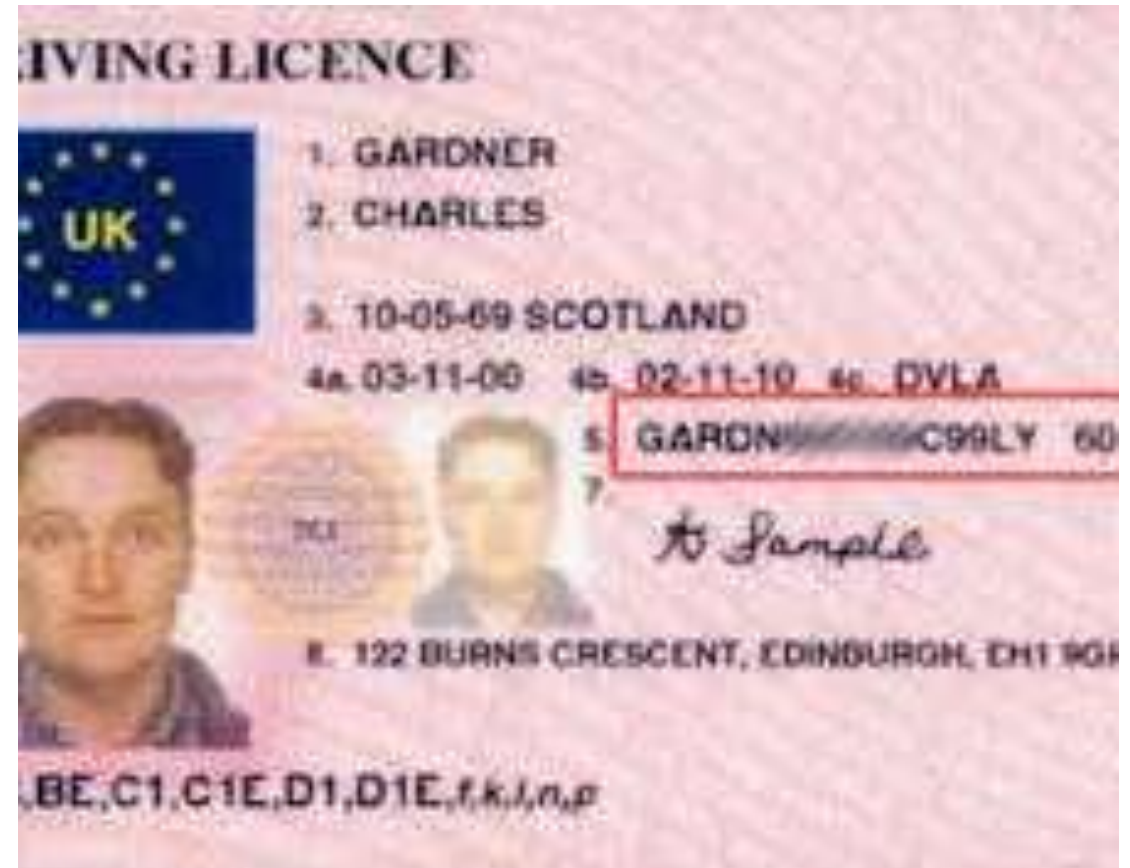 IVING LICENCE
UK
1. GARDNER
2. CHARLES
3. 10-05-69 SCOTLAND
4a. 03-11-00 4b. 02-11-10 4c. DVLA
5. GARDN C99LY 60
7.
A Sample
8. 122 BURNS CRESCENT, EDINBURGH, EH1 9GP
,BE,C1,C1E,D1,D1E,f,k,l,n,p